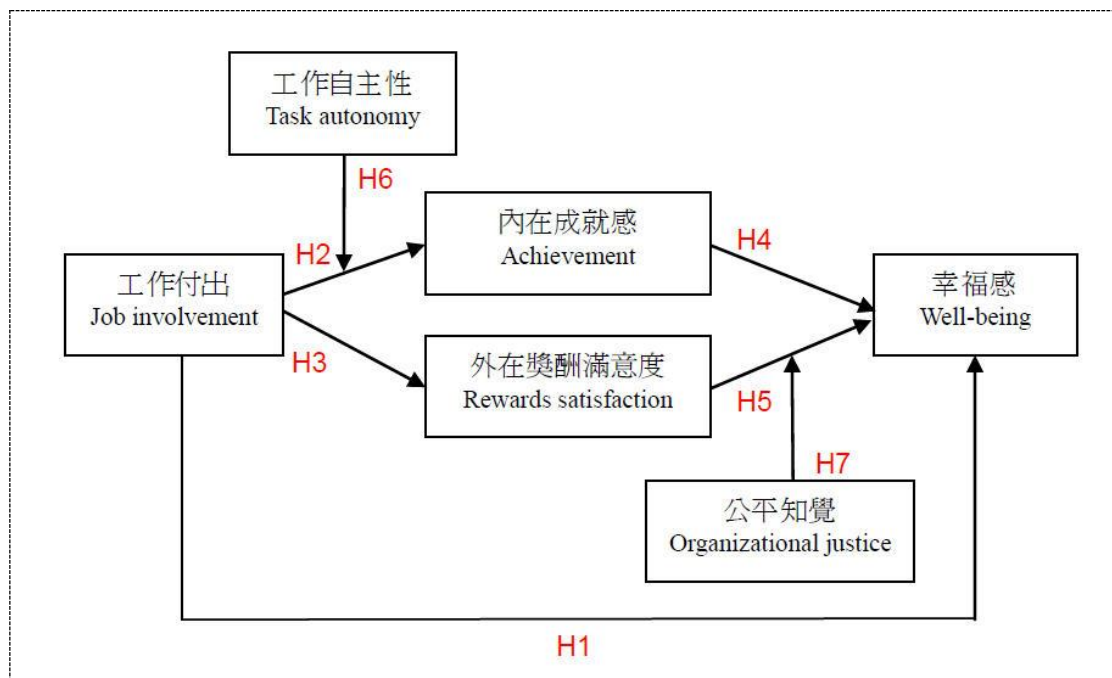 工作自主性
Task autonomy
H6
內在成就感
Achievement
H2
H4
工作付出
Job involvement
幸福感
Well-being
H3
外在獎酬滿意度
Rewards satisfaction
H5
H7
公平知覺
Organizational justice
H1